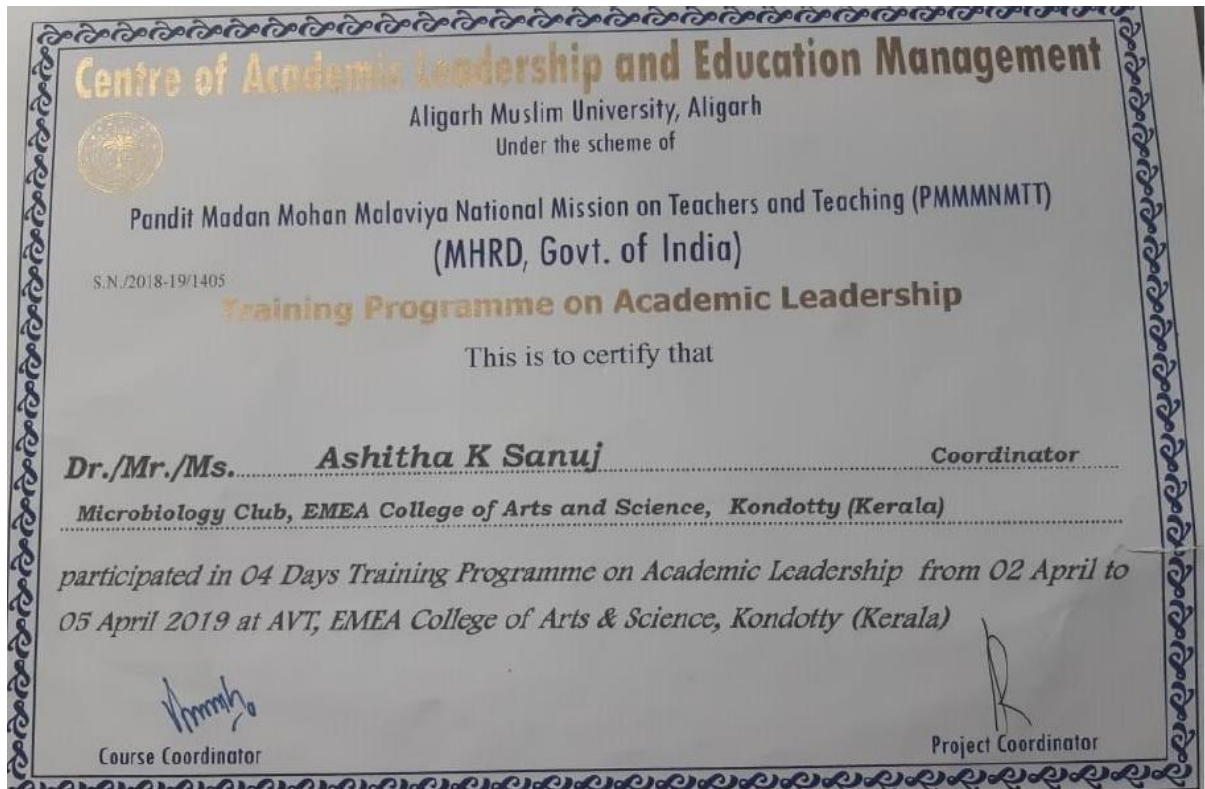 Centre of Academic Leadership and Education Management
Aligarh Muslim University, Aligarh
Under the scheme of
Pandit Madan Mohan Malaviya National Mission on Teachers and Teaching (PMMMNMTT)
(MHRD, Govt. of India)
S.N./2018-19/1405
Training Programme on Academic Leadership
This is to certify that
Dr./Mr./Ms. Ashitha K Sanuj Coordinator
Microbiology Club, EMEA College of Arts and Science, Kondotty (Kerala)
participated in 04 Days Training Programme on Academic Leadership from 02 April to
05 April 2019 at AVT, EMEA College of Arts & Science, Kondotty (Kerala)
Course Coordinator
Project Coordinator